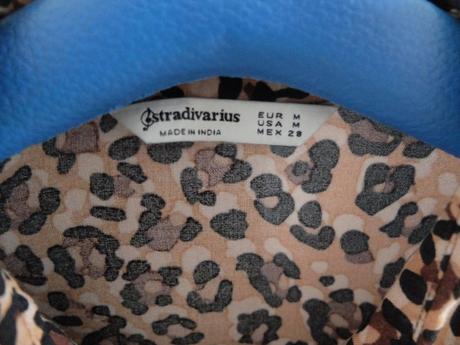 stradivarius
MADE IN INDIA
EUR M
USA M
MEX 28